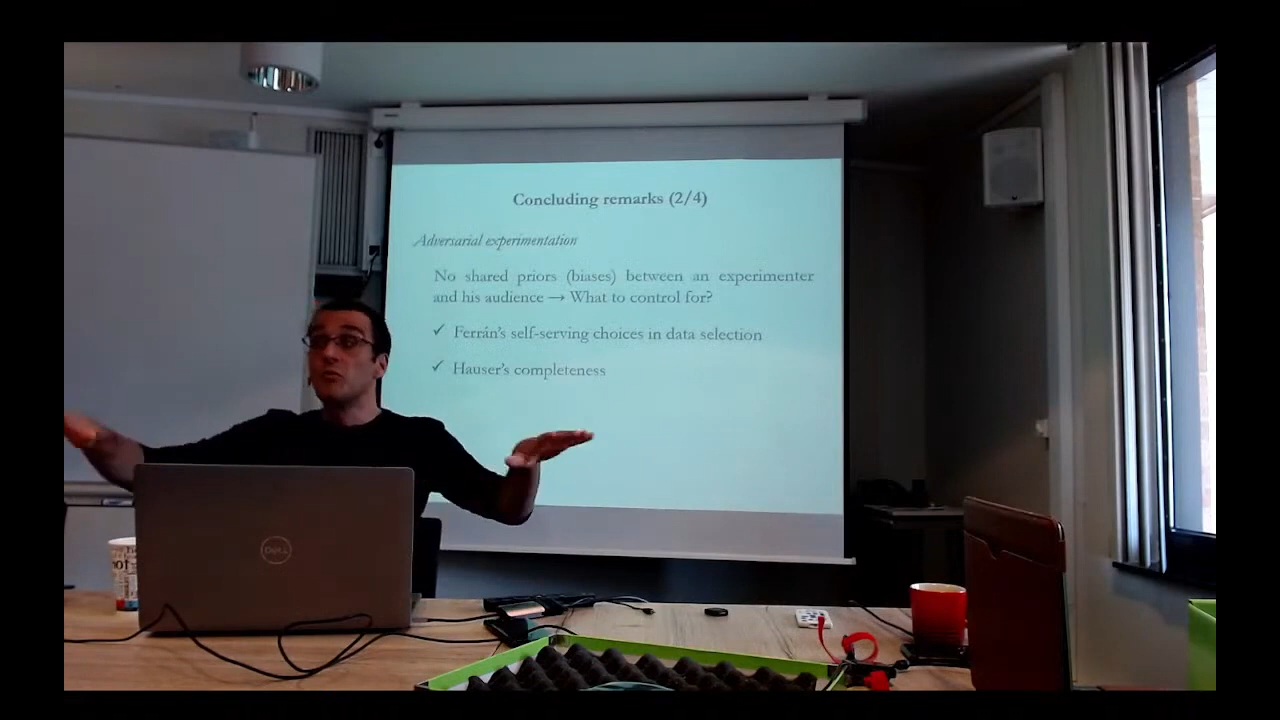 Concluding remarks (2/4)
Adversarial experimentation
No shared priors (biases) between an experimenter
and his audience → What to control for?
✓ Ferrán's self-serving choices in data selection
✓ Hauser's completeness
DELL